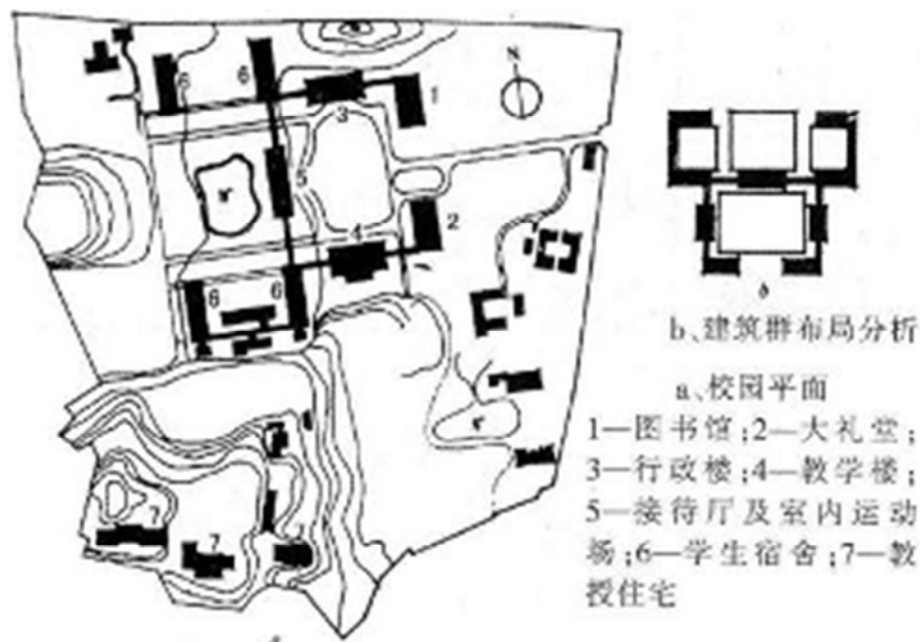 N
6
6
3
1
5
2
4
6
6
7
7
b、建筑群布局分析
a、校园平面
1—图书馆;2—大礼堂;
3—行政楼;4—教学楼;
5—接待厅及室内运动
场;6—学生宿舍;7—教
授住宅